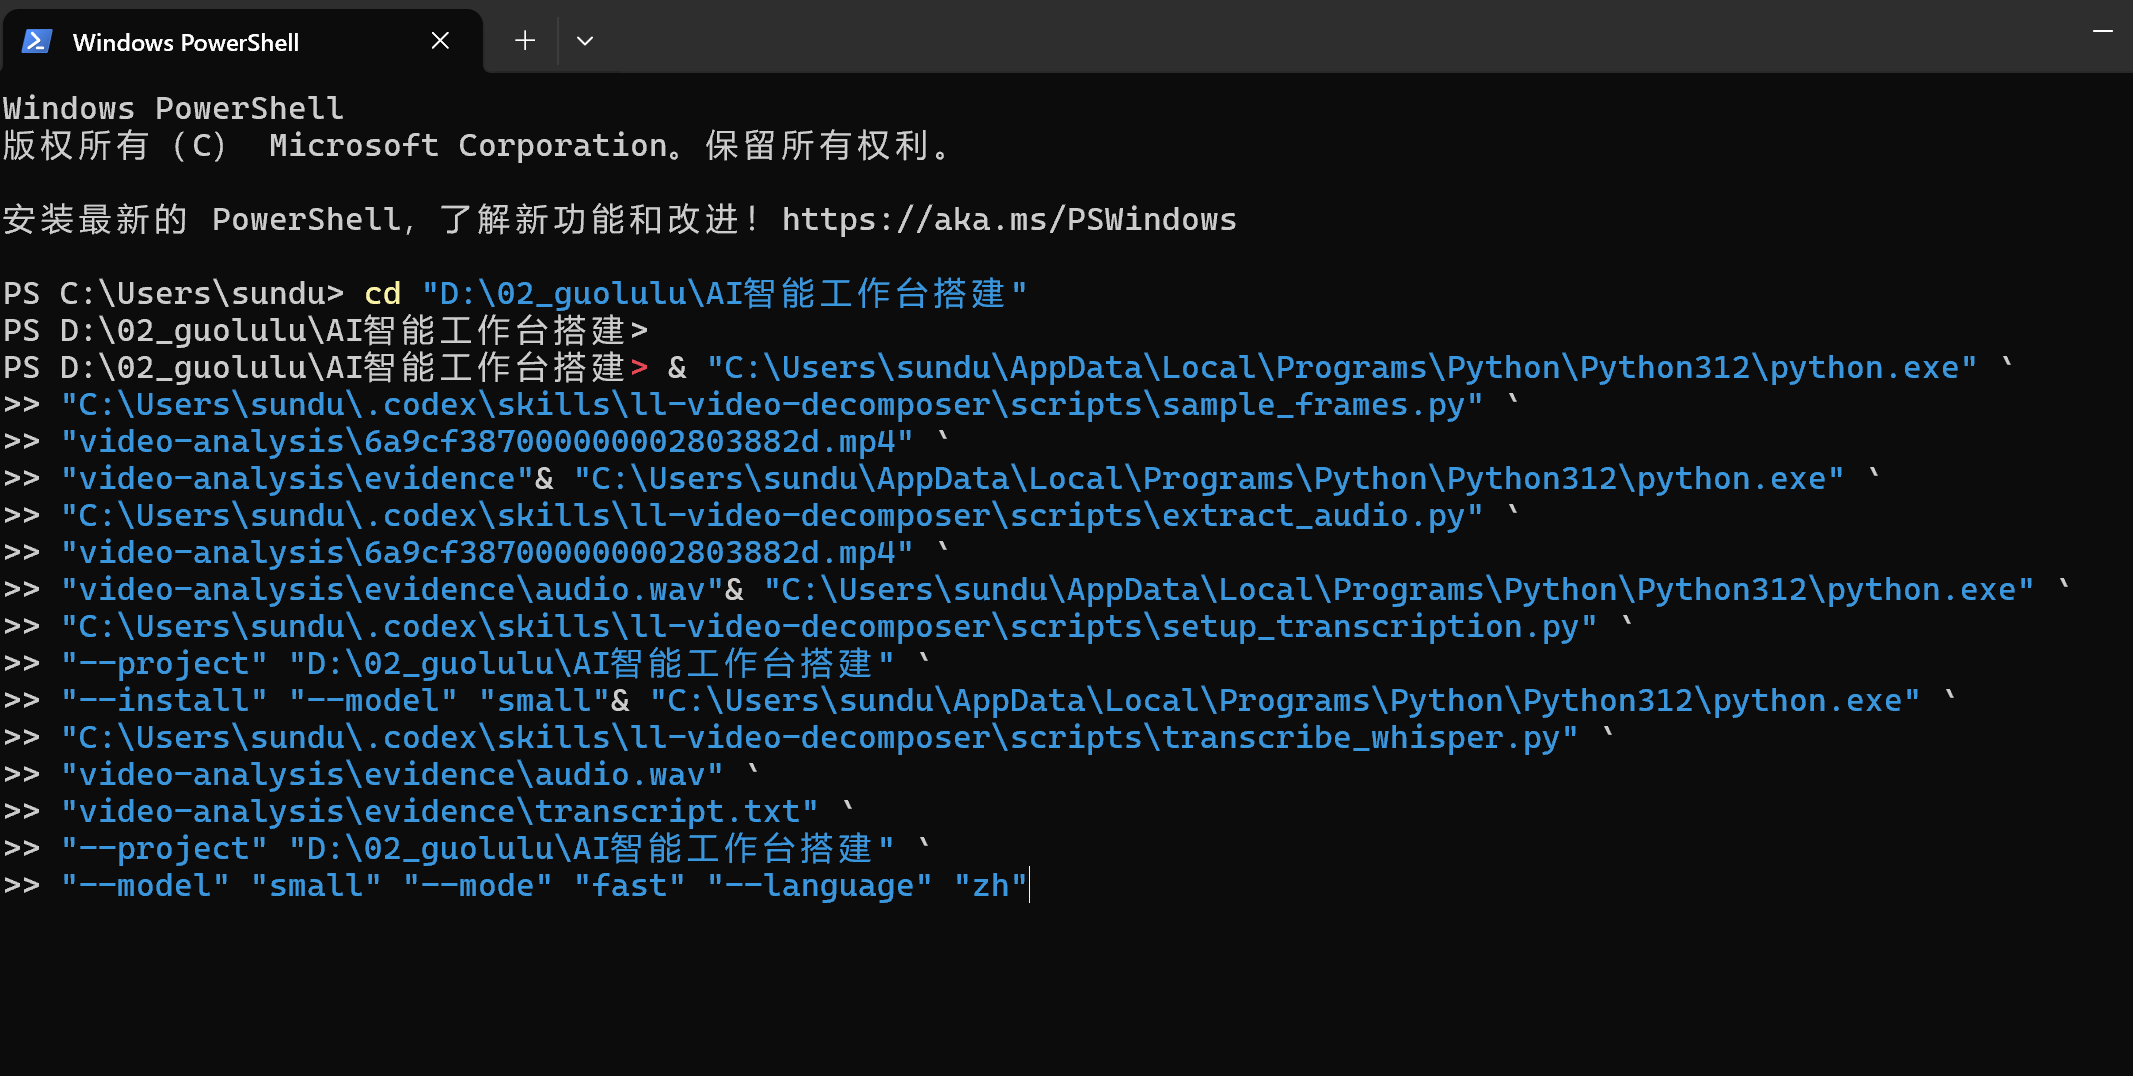 Windows PowerShell
Windows PowerShell
版权所有（C） Microsoft Corporation。保留所有权利。
安装最新的 PowerShell，了解新功能和改进！https://aka.ms/PSWindows
PS C:\Users\sundu> cd "D:\02_guolulu\AI智能工作台搭建"
PS D:\02_guolulu\AI智能工作台搭建>
PS D:\02_guolulu\AI智能工作台搭建> & "C:\Users\sundu\AppData\Local\Programs\Python\Python312\python.exe" `
>> "C:\Users\sundu\.codex\skills\ll-video-decomposer\scripts\sample_frames.py" `
>> "video-analysis\6a9cf387000000002803882d.mp4" `
>> "video-analysis\evidence"& "C:\Users\sundu\AppData\Local\Programs\Python\Python312\python.exe" `
>> "C:\Users\sundu\.codex\skills\ll-video-decomposer\scripts\extract_audio.py" `
>> "video-analysis\6a9cf387000000002803882d.mp4" `
>> "video-analysis\evidence\audio.wav"& "C:\Users\sundu\AppData\Local\Programs\Python\Python312\python.exe" `
>> "C:\Users\sundu\.codex\skills\ll-video-decomposer\scripts\setup_transcription.py" `
>> "--project" "D:\02_guolulu\AI智能工作台搭建" `
>> "--install" "--model" "small"& "C:\Users\sundu\AppData\Local\Programs\Python\Python312\python.exe" `
>> "C:\Users\sundu\.codex\skills\ll-video-decomposer\scripts\transcribe_whisper.py" `
>> "video-analysis\evidence\audio.wav" `
>> "video-analysis\evidence\transcript.txt" `
>> "--project" "D:\02_guolulu\AI智能工作台搭建" `
>> "--model" "small" "--mode" "fast" "--language" "zh"